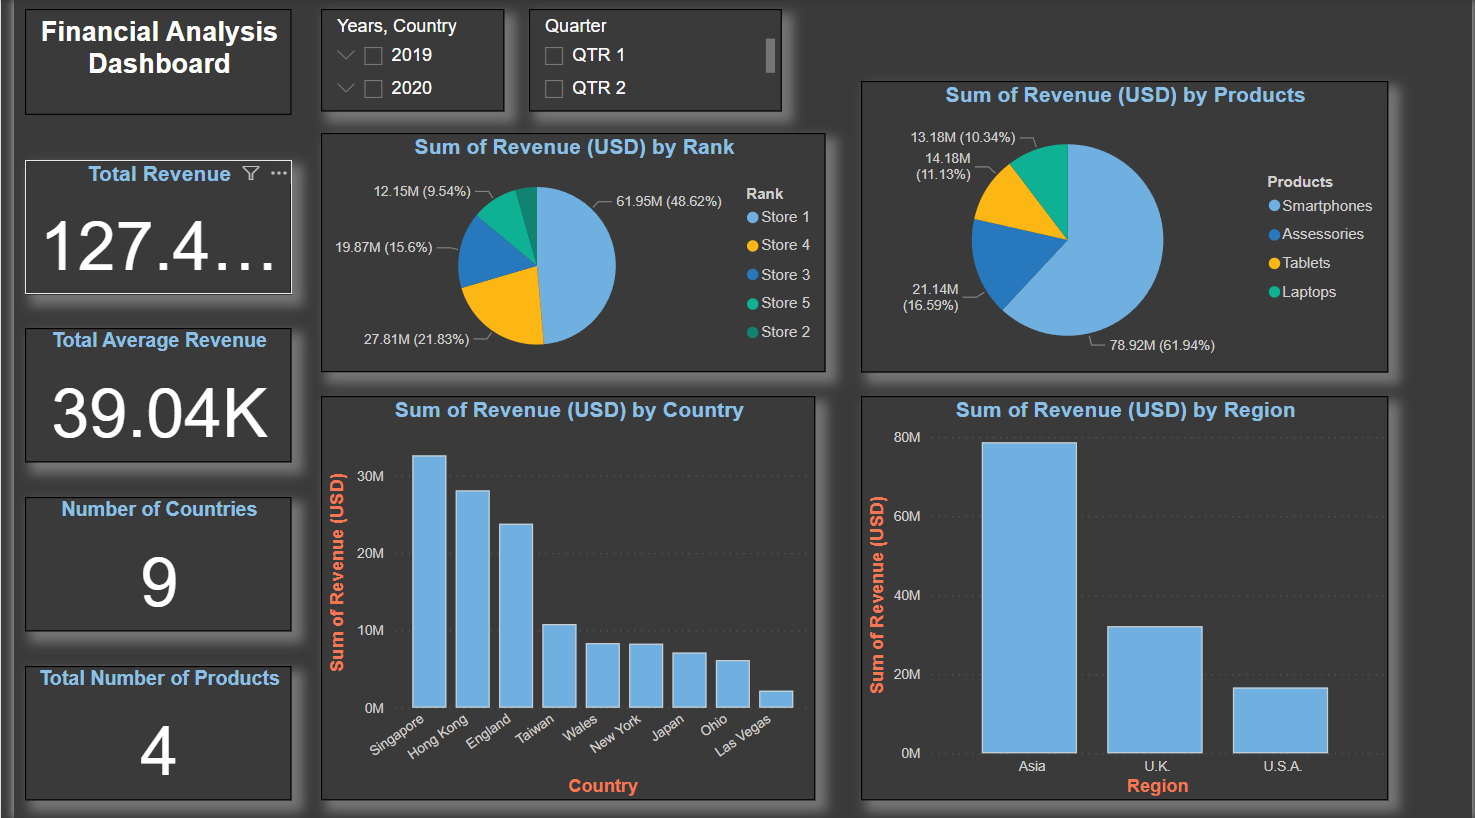 Financial Analysis
Dashboard
Years, Country
2019
2020
Quarter
QTR 1
QTR 2
Total Revenue
127.4...
Total Average Revenue
39.04K
Number of Countries
9
Total Number of Products
4
Sum of Revenue (USD) by Rank
12.15M (9.54%)
61.95M (48.62%)
19.87M (15.6%)
27.81M (21.83%)
Rank
Store 1
Store 4
Store 3
Store 5
Store 2
Sum of Revenue (USD) by Products
13.18M (10.34%)
14.18M
(11.13%)
21.14M
(16.59%)
78.92M (61.94%)
Products
Smartphones
Assessories
Tablets
Laptops
Sum of Revenue (USD) by Country
Sum of Revenue (USD)
30M
20M
10M
0M
Singapore
Hong Kong
England
Taiwan
Wales
New York
Japan
Ohio
Las Vegas
Country
Sum of Revenue (USD) by Region
Sum of Revenue (USD)
80M
60M
40M
20M
0M
Asia
U.K.
U.S.A.
Region